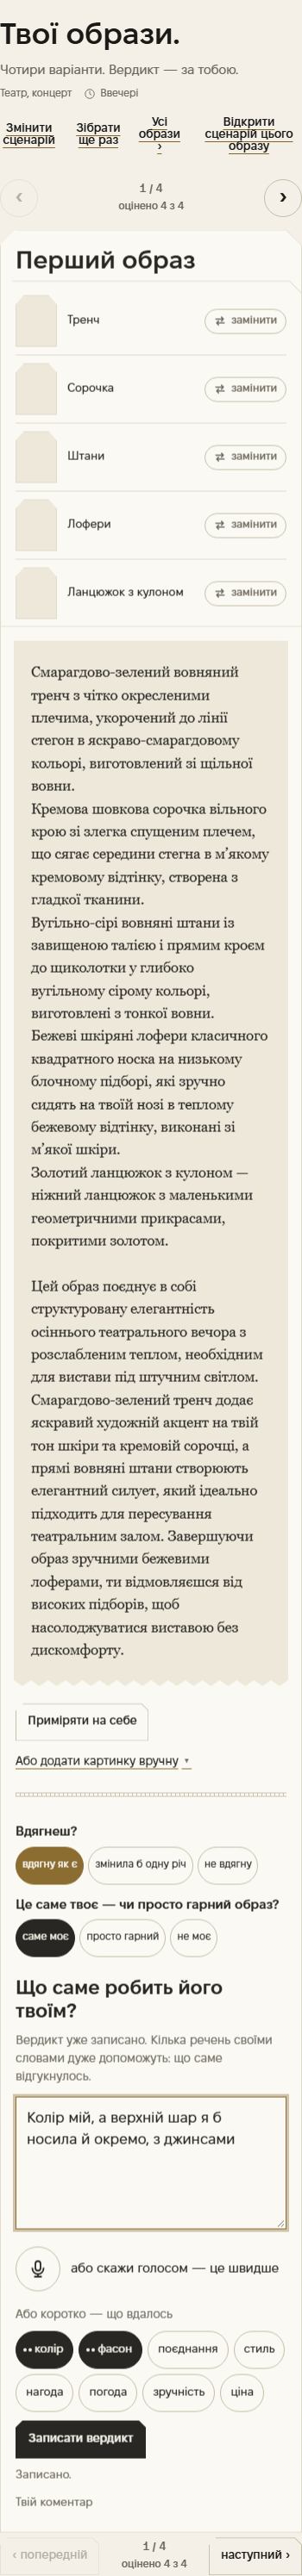 Твої образи.
Чотири варіанти. Вердикт — за тобою.
Театр, концерт Ввечері
Змінити
сценарій
Зібрати
ще раз
Усі
образи
›
Відкрити
сценарій цього
образу
‹
1 / 4
оцінено 4 з 4
›
Перший образ
Тренч
замінити
Сорочка
замінити
Штани
замінити
Лофери
замінити
Ланцюжок з кулоном
замінити
Смарагдово-зелений вовняний
тренч з чітко окресленими
плечима, укорочений до лінії
стегон в яскраво-смарагдовому
кольорі, виготовлений зі щільної
вовни.
Кремова шовкова сорочка вільного
крою зі злегка спущеним плечем,
що сягає середини стегна в м’якому
кремовому відтінку, створена з
гладкої тканини.
Вугільно-сірі вовняні штани із
завищеною талією і прямим кроєм
до щиколотки у глибоко
вугільному сірому кольорі,
виготовлені з тонкої вовни.
Бежеві шкіряні лофери класичного
квадратного носка на низькому
блочному підборі, які зручно
сидять на твоїй нозі в теплому
бежевому відтінку, виконані зі
м’якої шкіри.
Золотий ланцюжок з кулоном —
ніжний ланцюжок з маленькими
геометричними прикрасами,
покритими золотом.
Цей образ поєднує в собі
структуровану елегантність
осіннього театрального вечора з
розслабленим теплом, необхідним
для вистави під штучним світлом.
Смарагдово-зелений тренч додає
яскравий художній акцент на твій
тон шкіри та кремовій сорочці, а
прямі вовняні штани створюють
елегантний силует, який ідеально
підходить для пересування
театральним залом. Завершуючи
образ зручними бежевими
лоферами, ти відмовляєшся від
високих підборів, щоб
насолоджуватися виставою без
дискомфорту.
Приміряти на себе
Або додати картинку вручну
Вдягнеш?
вдягну як є
змінила б одну річ
не вдягну
Це саме твоє — чи просто гарний образ?
саме моє
просто гарний
не моє
Що саме робить його
твоїм?
Вердикт уже записано. Кілька речень своїми
словами дуже допоможуть: що саме
відгукнулось.
Колір мій, а верхній шар я б
носила й окремо, з джинсами
або скажи голосом — це швидше
Або коротко — що вдалось
•• колір
•• фасон
поєднання
стиль
нагода
погода
зручність
ціна
Записати вердикт
Записано.
Твій коментар
‹ попередній
1 / 4
оцінено 4 з 4
наступний ›